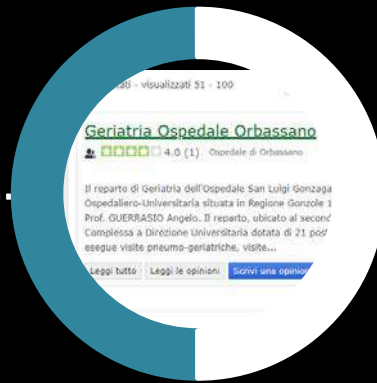 tati - visualizzati 51 - 100
Geriatria Ospedale Orbassano
4.0 (1) Ospedale di Orbassano
Il reparto di Geriatria dell'Ospedale San Luigi Gonzaga
Ospedaliero-Universitaria situata in Regione Gonzole 1
Prof. GUERRASIO Angelo. Il reparto, ubicato al second
Complessa a Direzione Universitaria dotata di 21 post
esegue visite pneumo-geriatriche, visite...
Leggi tutto Leggi le opinioni Scrivi una opinion